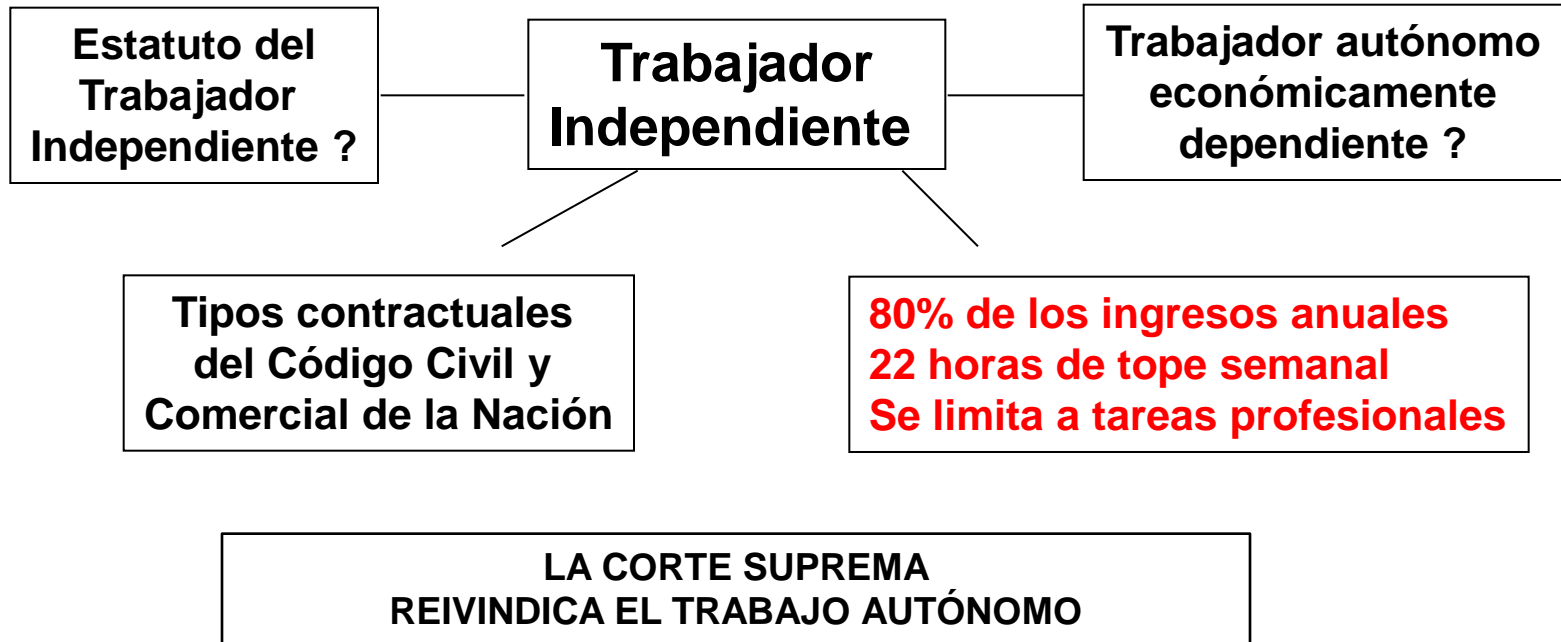 Estatuto del
Trabajador
Independiente ?
Trabajador
Independiente
Trabajador autónomo
económicamente
dependiente ?
Tipos contractuales
del Código Civil y
Comercial de la Nación
80% de los ingresos anuales
22 horas de tope semanal
Se limita a tareas profesionales
LA CORTE SUPREMA
REIVINDICA EL TRABAJO AUTÓNOMO